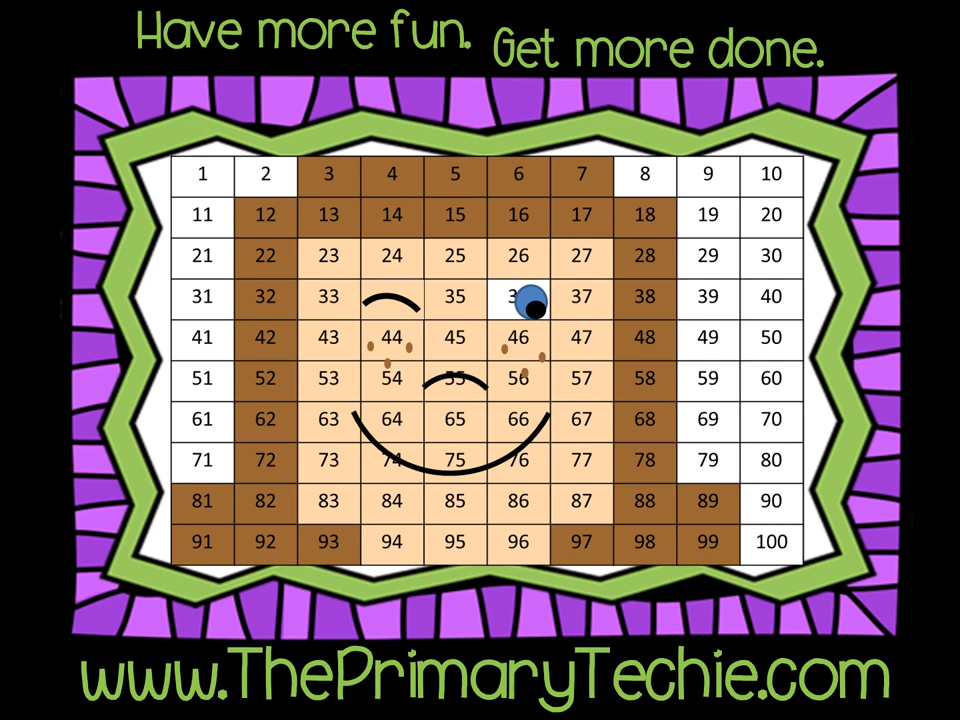 Have more fun. Get more done.
1 2 3 4 5 6 7 8 9 10
11 12 13 14 15 16 17 18 19 20
21 22 23 24 25 26 27 28 29 30
31 32 33 35 3 37 38 39 40
41 42 43 44 45 46 47 48 49 50
51 52 53 54 55 56 57 58 59 60
61 62 63 64 65 66 67 68 69 70
71 72 73 74 75 76 77 78 79 80
81 82 83 84 85 86 87 88 89 90
91 92 93 94 95 96 97 98 99 100
www.ThePrimaryTechie.com